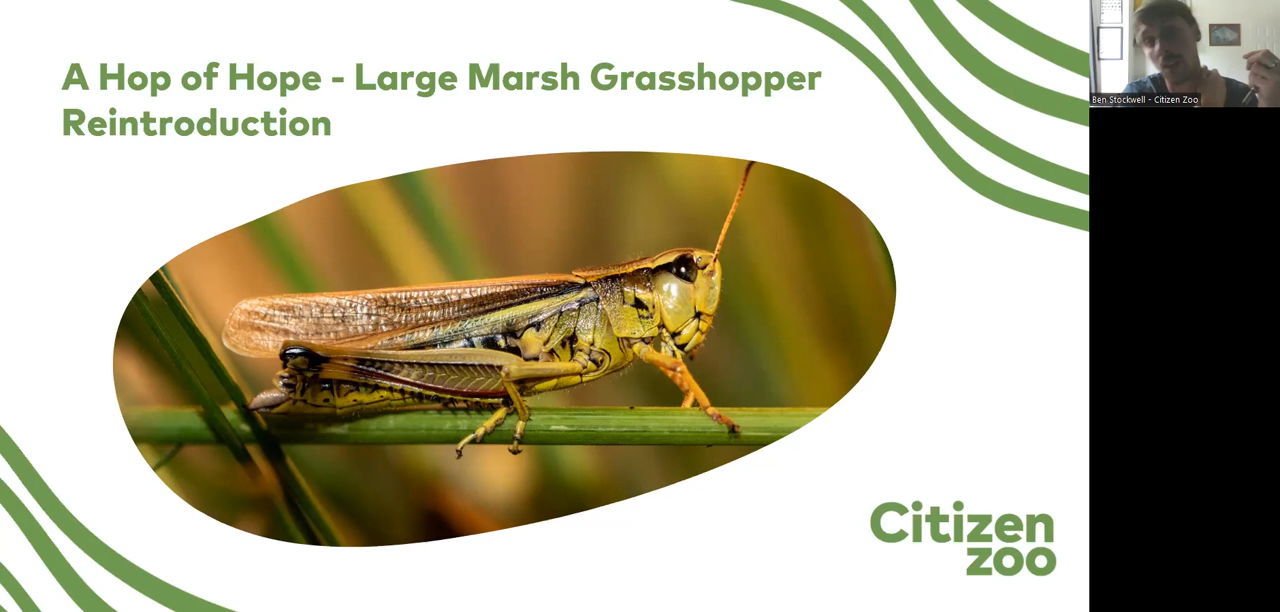 A Hop of Hope - Large Marsh Grasshopper
Reintroduction
Ben Stockwell - Citizen Zoo
Citizen
zoo